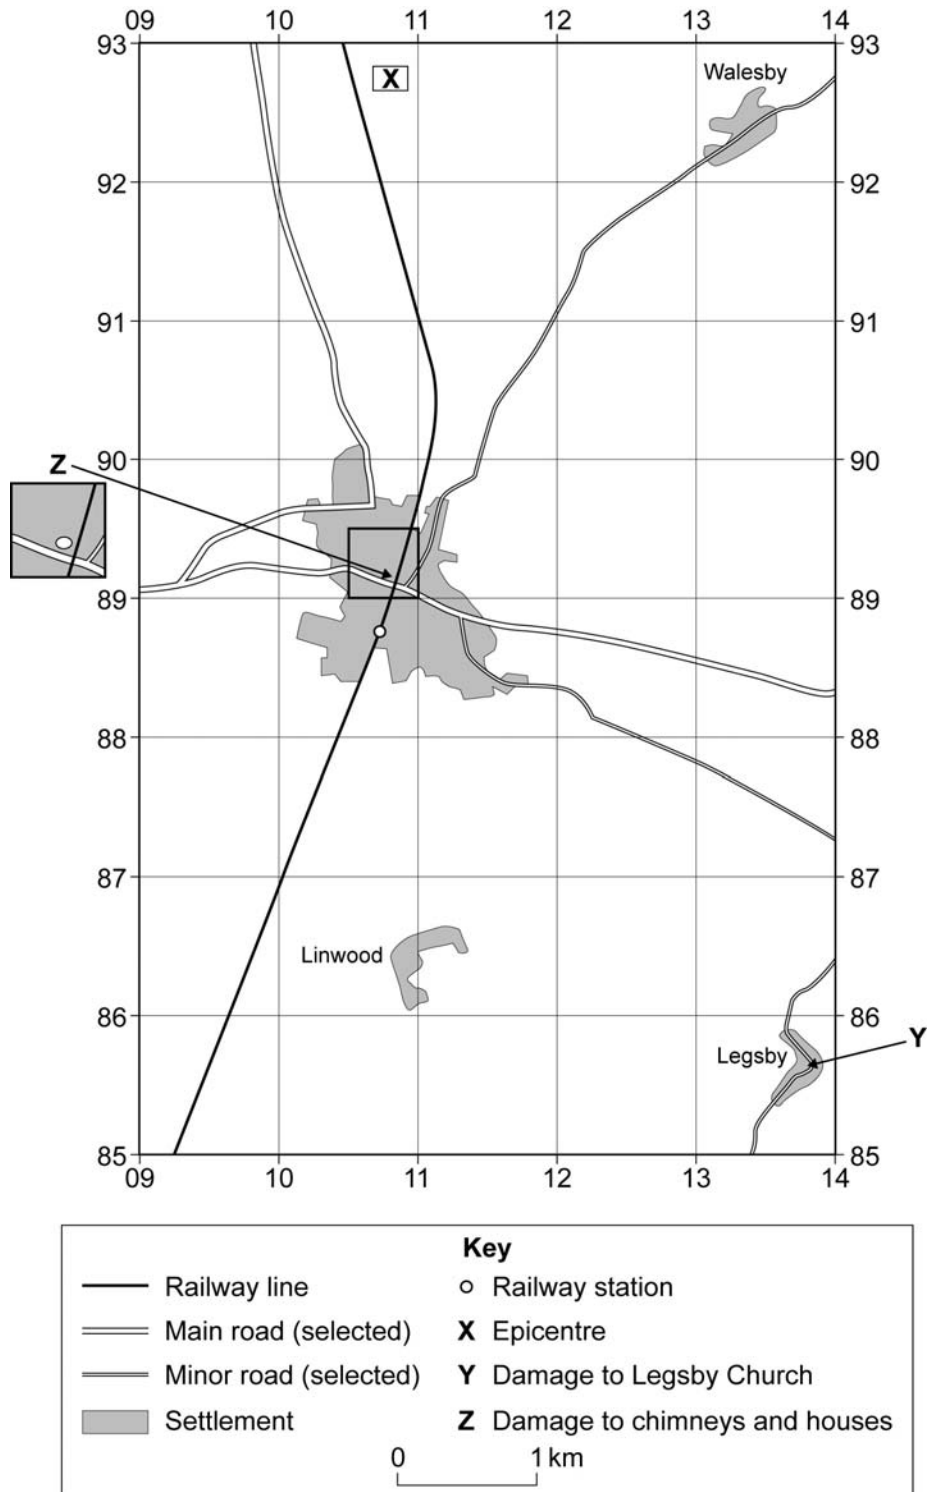 09 10 11 12 13 14
93 93
X
Walesby
92 92
91 91
90 90
Z
89 89
88 88
87 87
Linwood
86 86
Legsby
Y
85 85
09 10 11 12 13 14
Key
Railway line
Railway station
Main road (selected)
X Epicentre
Minor road (selected)
Y Damage to Legsby Church
Settlement
Z Damage to chimneys and houses
0 1 km